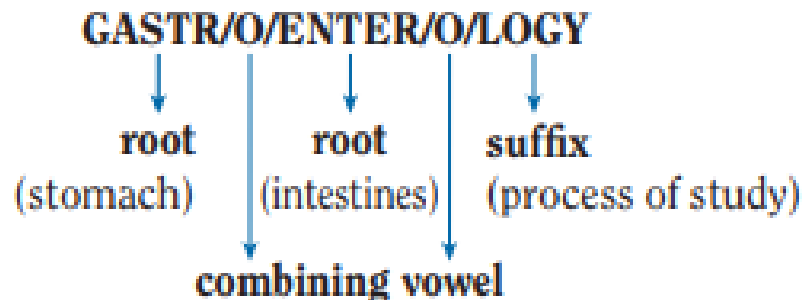 GASTR/O/ENTER/O/LOGY
root root suffix
(stomach) (intestines) (process of study)
combining vowel